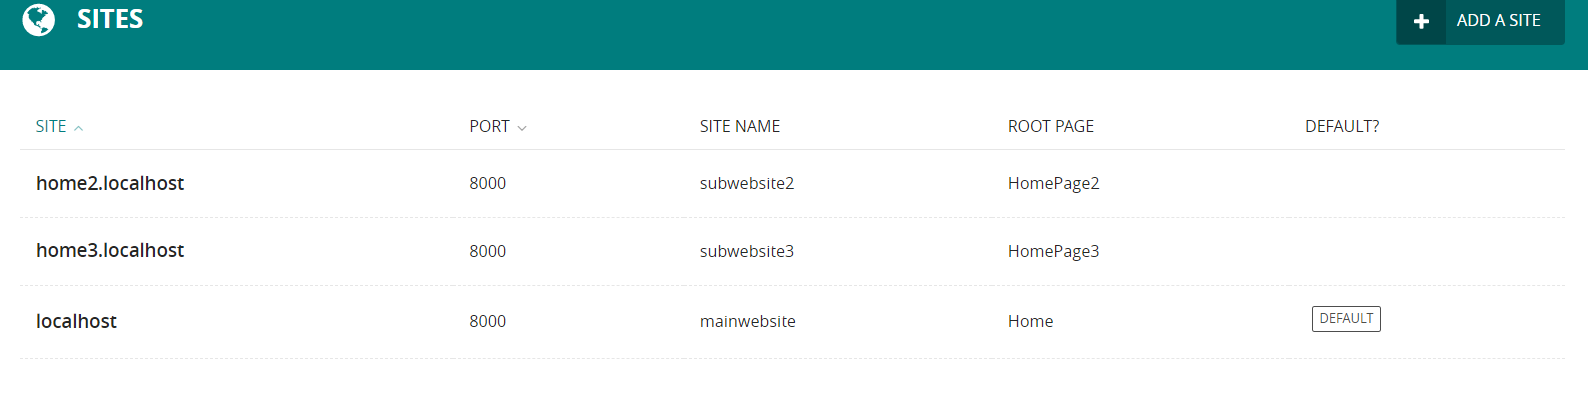 SITES
ADD A SITE
SITE PORT SITE NAME ROOT PAGE DEFAULT?
home2.localhost 8000 subwebsite2 HomePage2
home3.localhost 8000 subwebsite3 HomePage3
localhost 8000 mainwebsite Home DEFAULT